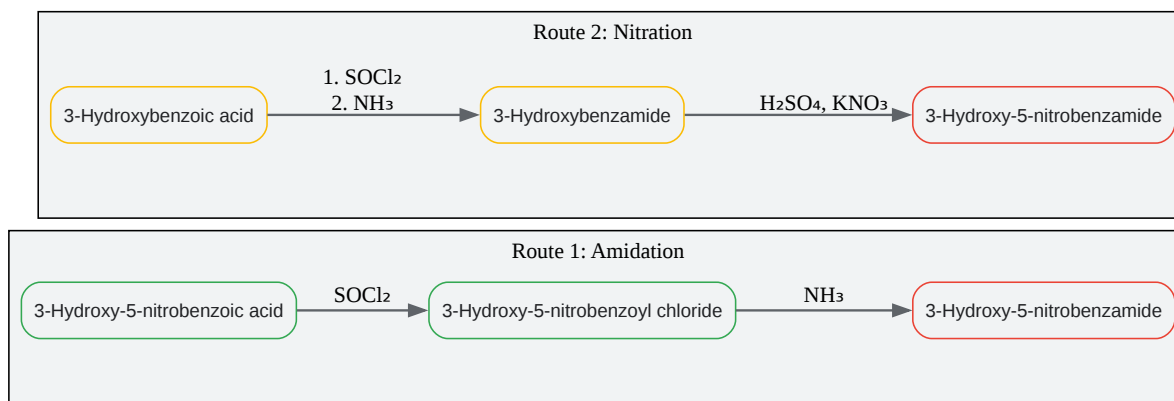 Route 2: Nitration
1. SOCl₂
2. NH₃
H₂SO₄, KNO₃
3-Hydroxybenzoic acid
3-Hydroxybenzamide
3-Hydroxy-5-nitrobenzamide
Route 1: Amidation
SOCl₂
NH₃
3-Hydroxy-5-nitrobenzoic acid
3-Hydroxy-5-nitrobenzoyl chloride
3-Hydroxy-5-nitrobenzamide